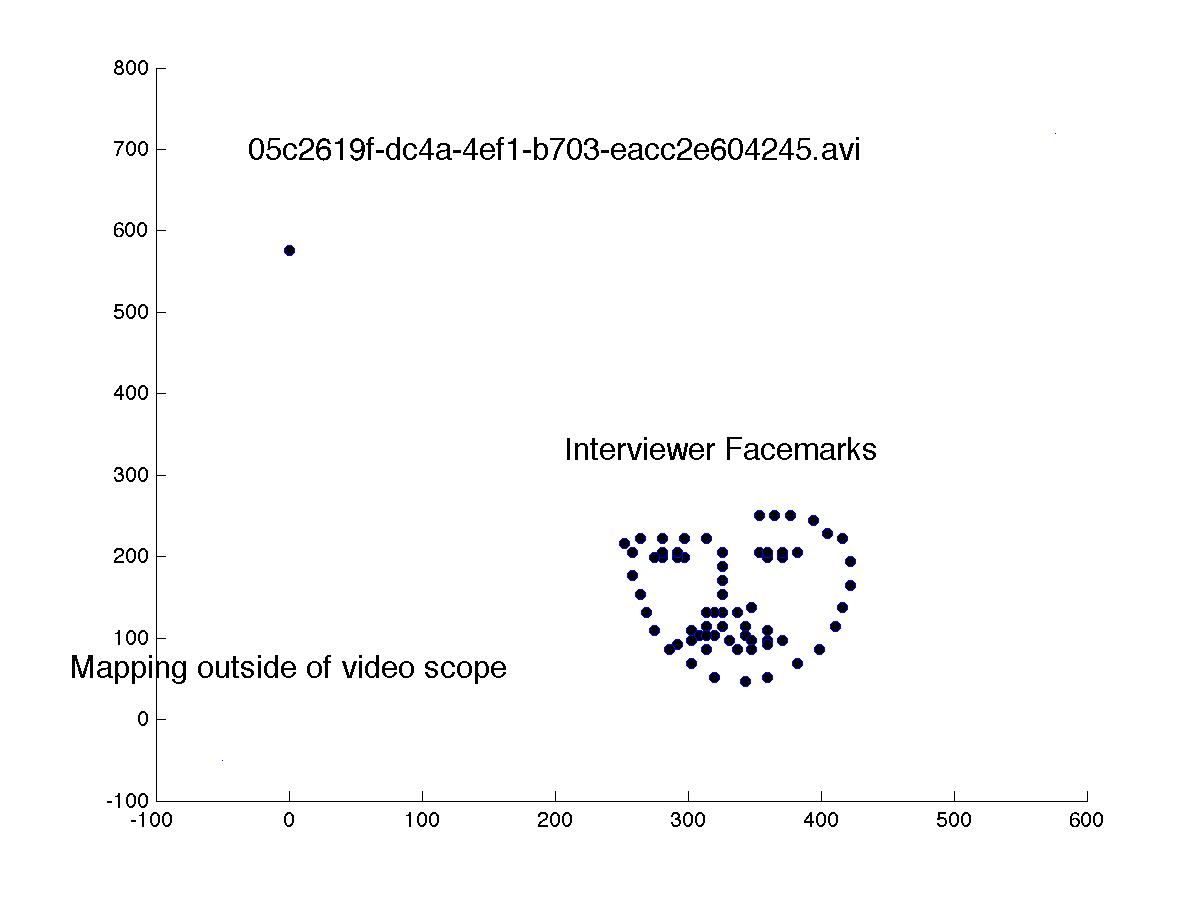 800
700
05c2619f-dc4a-4ef1-b703-eacc2e604245.avi
600
500
400
Interviewer Facemarks
300
200
100
Mapping outside of video scope
0
-100
-100 0 100 200 300 400 500 600